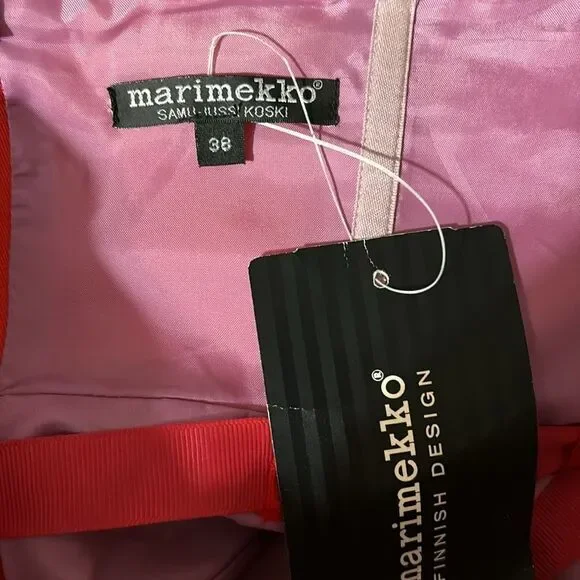 marimekko®
SAMU-JUSSI KOSKI
38
marimekko®
FINNISH DESIGN